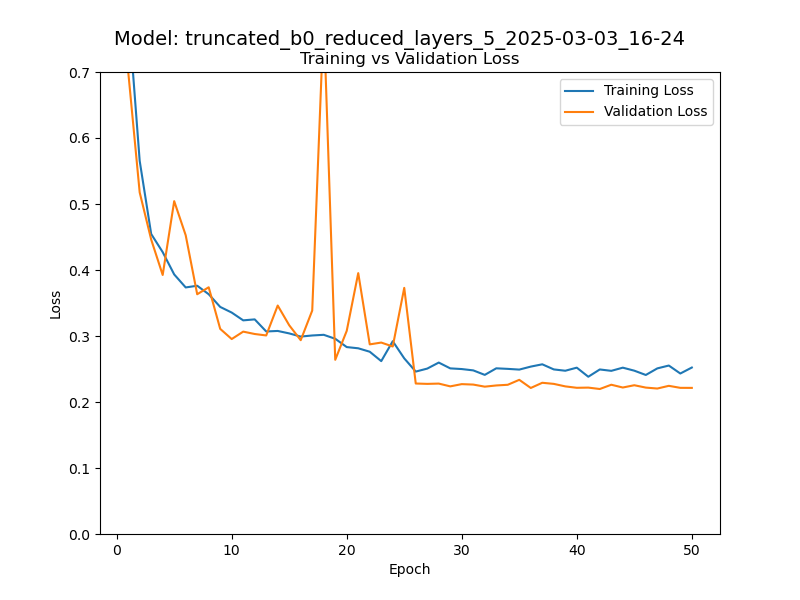 Model: truncated_b0_reduced_layers_5_2025-03-03_16-24
Training vs Validation Loss
Training Loss
Validation Loss
0.7
0.6
0.5
0.4
0.3
0.2
0.1
0.0
Loss
0 10 20 30 40 50
Epoch